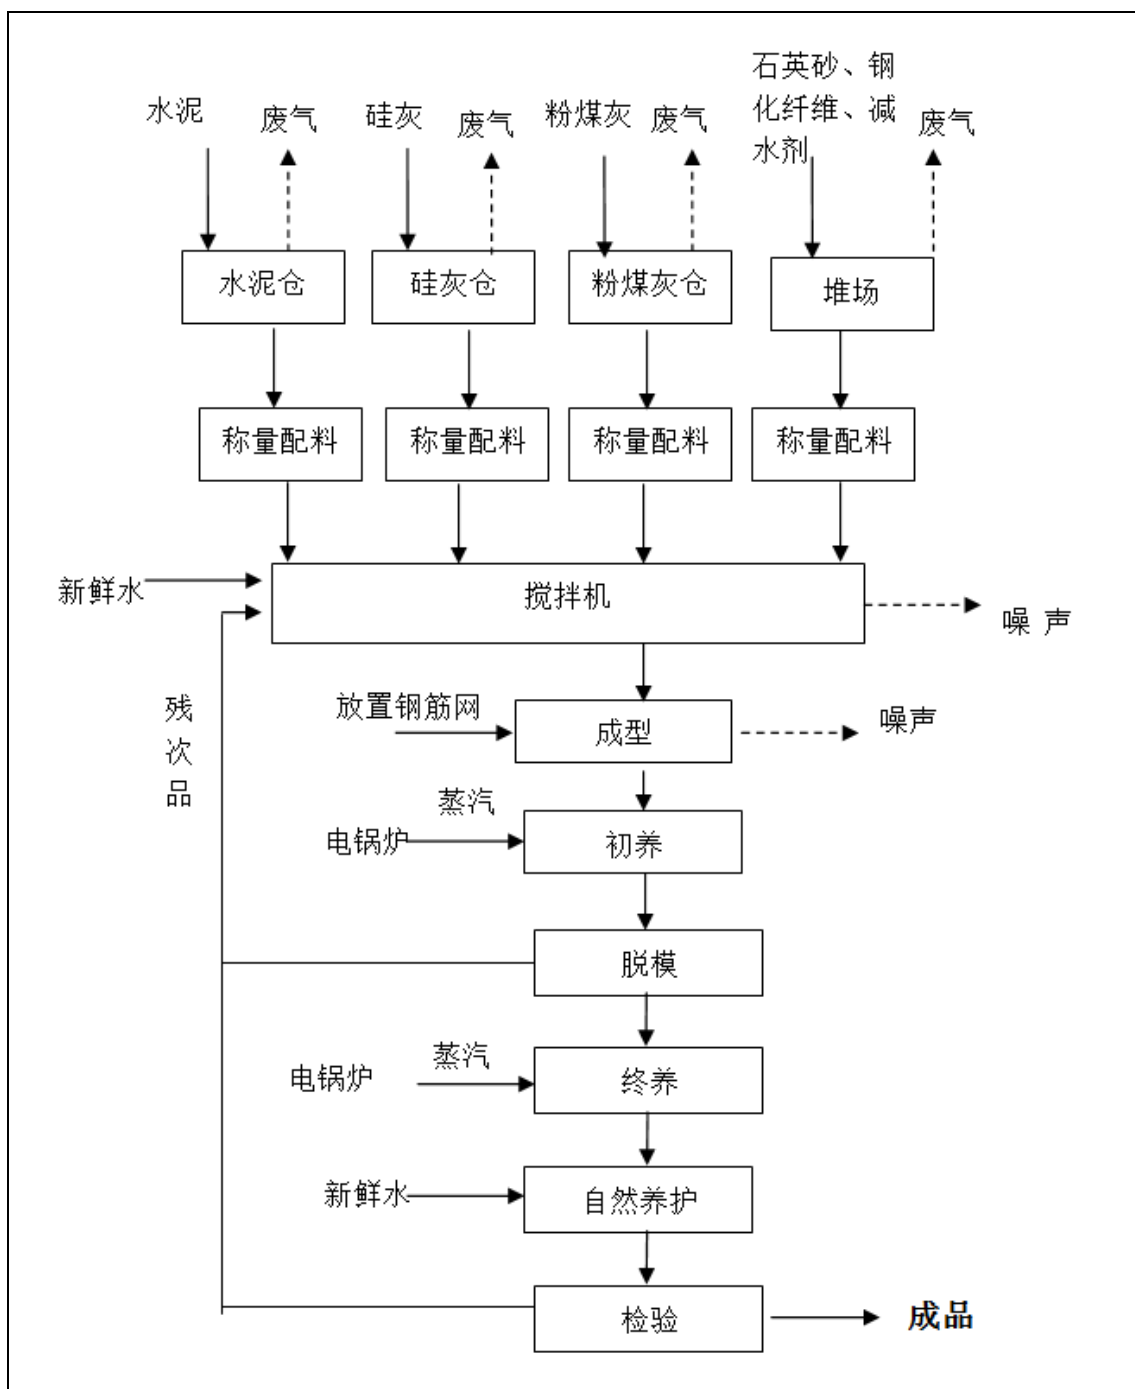 石英砂、钢
化纤维、减
水剂
水泥
废气
硅灰
废气
粉煤灰
废气
废气
水泥仓
硅灰仓
粉煤灰仓
堆场
称量配料
称量配料
称量配料
称量配料
新鲜水
搅拌机
噪 声
残
次
品
放置钢筋网
成型
噪声
蒸汽
电锅炉
初养
脱模
蒸汽
电锅炉
终养
新鲜水
自然养护
检验
成品